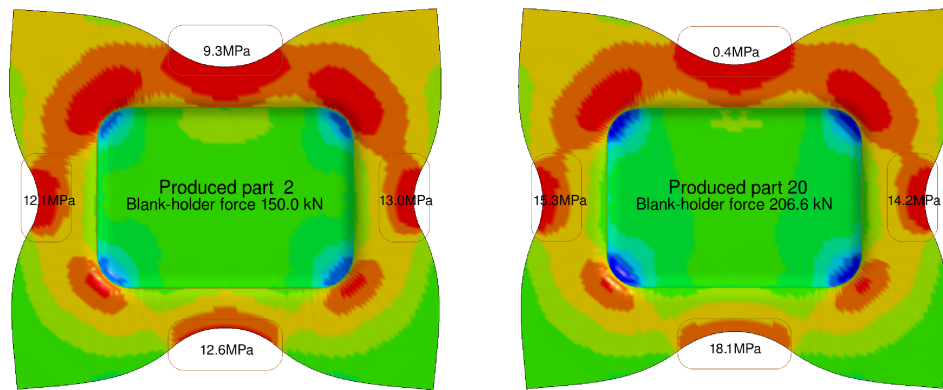 9.3MPa
12.1MPa
Produced part 2
Blank-holder force 150.0 kN
13.0MPa
12.6MPa
0.4MPa
15.3MPa
Produced part 20
Blank-holder force 206.6 kN
14.2MPa
18.1MPa